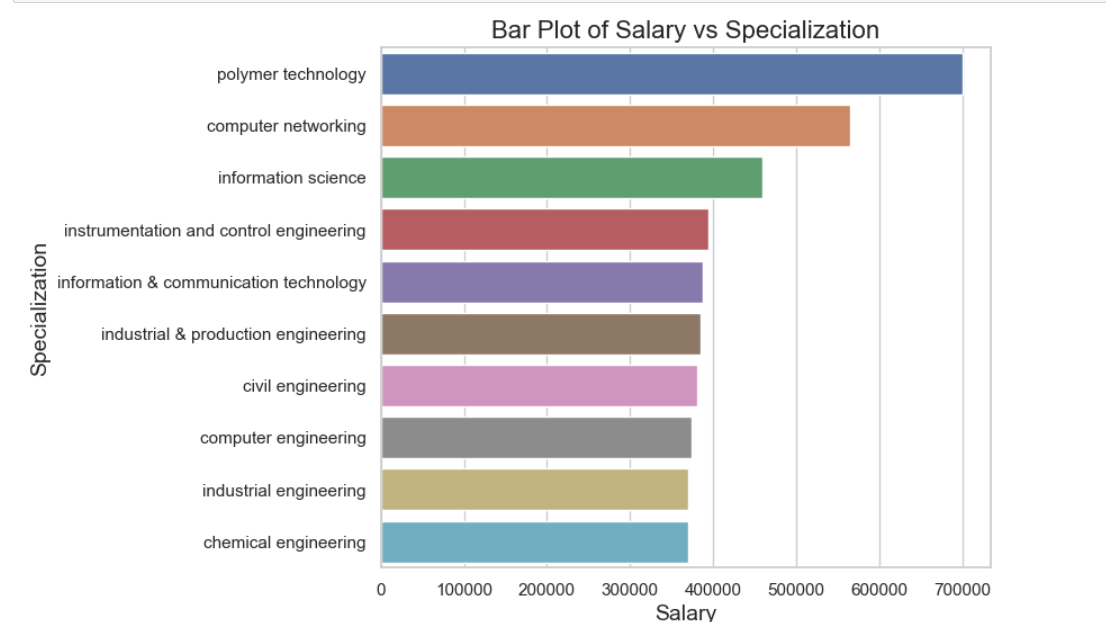 Bar Plot of Salary vs Specialization
polymer technology
computer networking
information science
instrumentation and control engineering
information & communication technology
industrial & production engineering
civil engineering
computer engineering
industrial engineering
chemical engineering
Specialization
0 100000 200000 300000 400000 500000 600000 700000
Salary